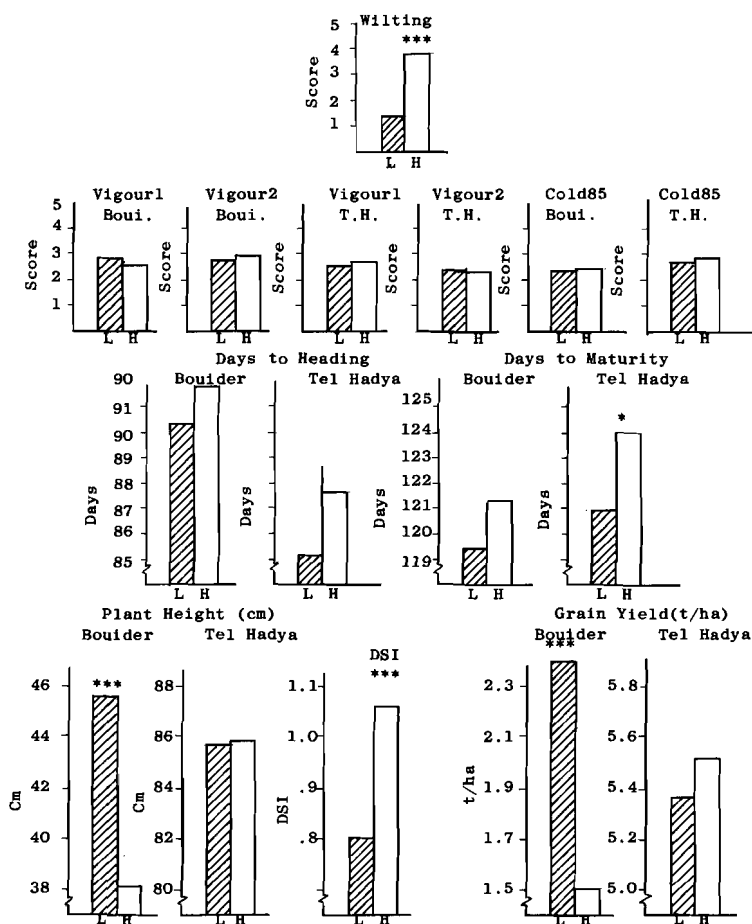 Wilting
5
4
3
2
1
Score
***
L H
Vigour1 Boui.
Vigour2 Boui.
Vigour1 T.H.
Vigour2 T.H.
Cold85 Boui.
Cold85 T.H.
5
4
3
2
1
Score
Score
Score
Score
Score
Score
L H
L H
L H
L H
L H
L H
Days to Heading
Days to Maturity
Bouider
Tel Hadya
Bouider
Tel Hadya
90
91
90
89
88
87
86
85
Days
Days
125
124
123
122
121
120
119
Days
Days
*
L H
L H
L H
L H
Plant Height (cm)
Grain Yield(t/ha)
Bouider
Tel Hadya
DSI
Bouider
Tel Hadya
***
***
***
46
44
42
40
38
Cm
88
86
84
82
80
Cm
1.1
1.0
.9
.8
DSI
2.3
2.1
1.9
1.7
1.5
t/ha
5.8
5.6
5.4
5.2
5.0
L H
L H
L H
L H
L H